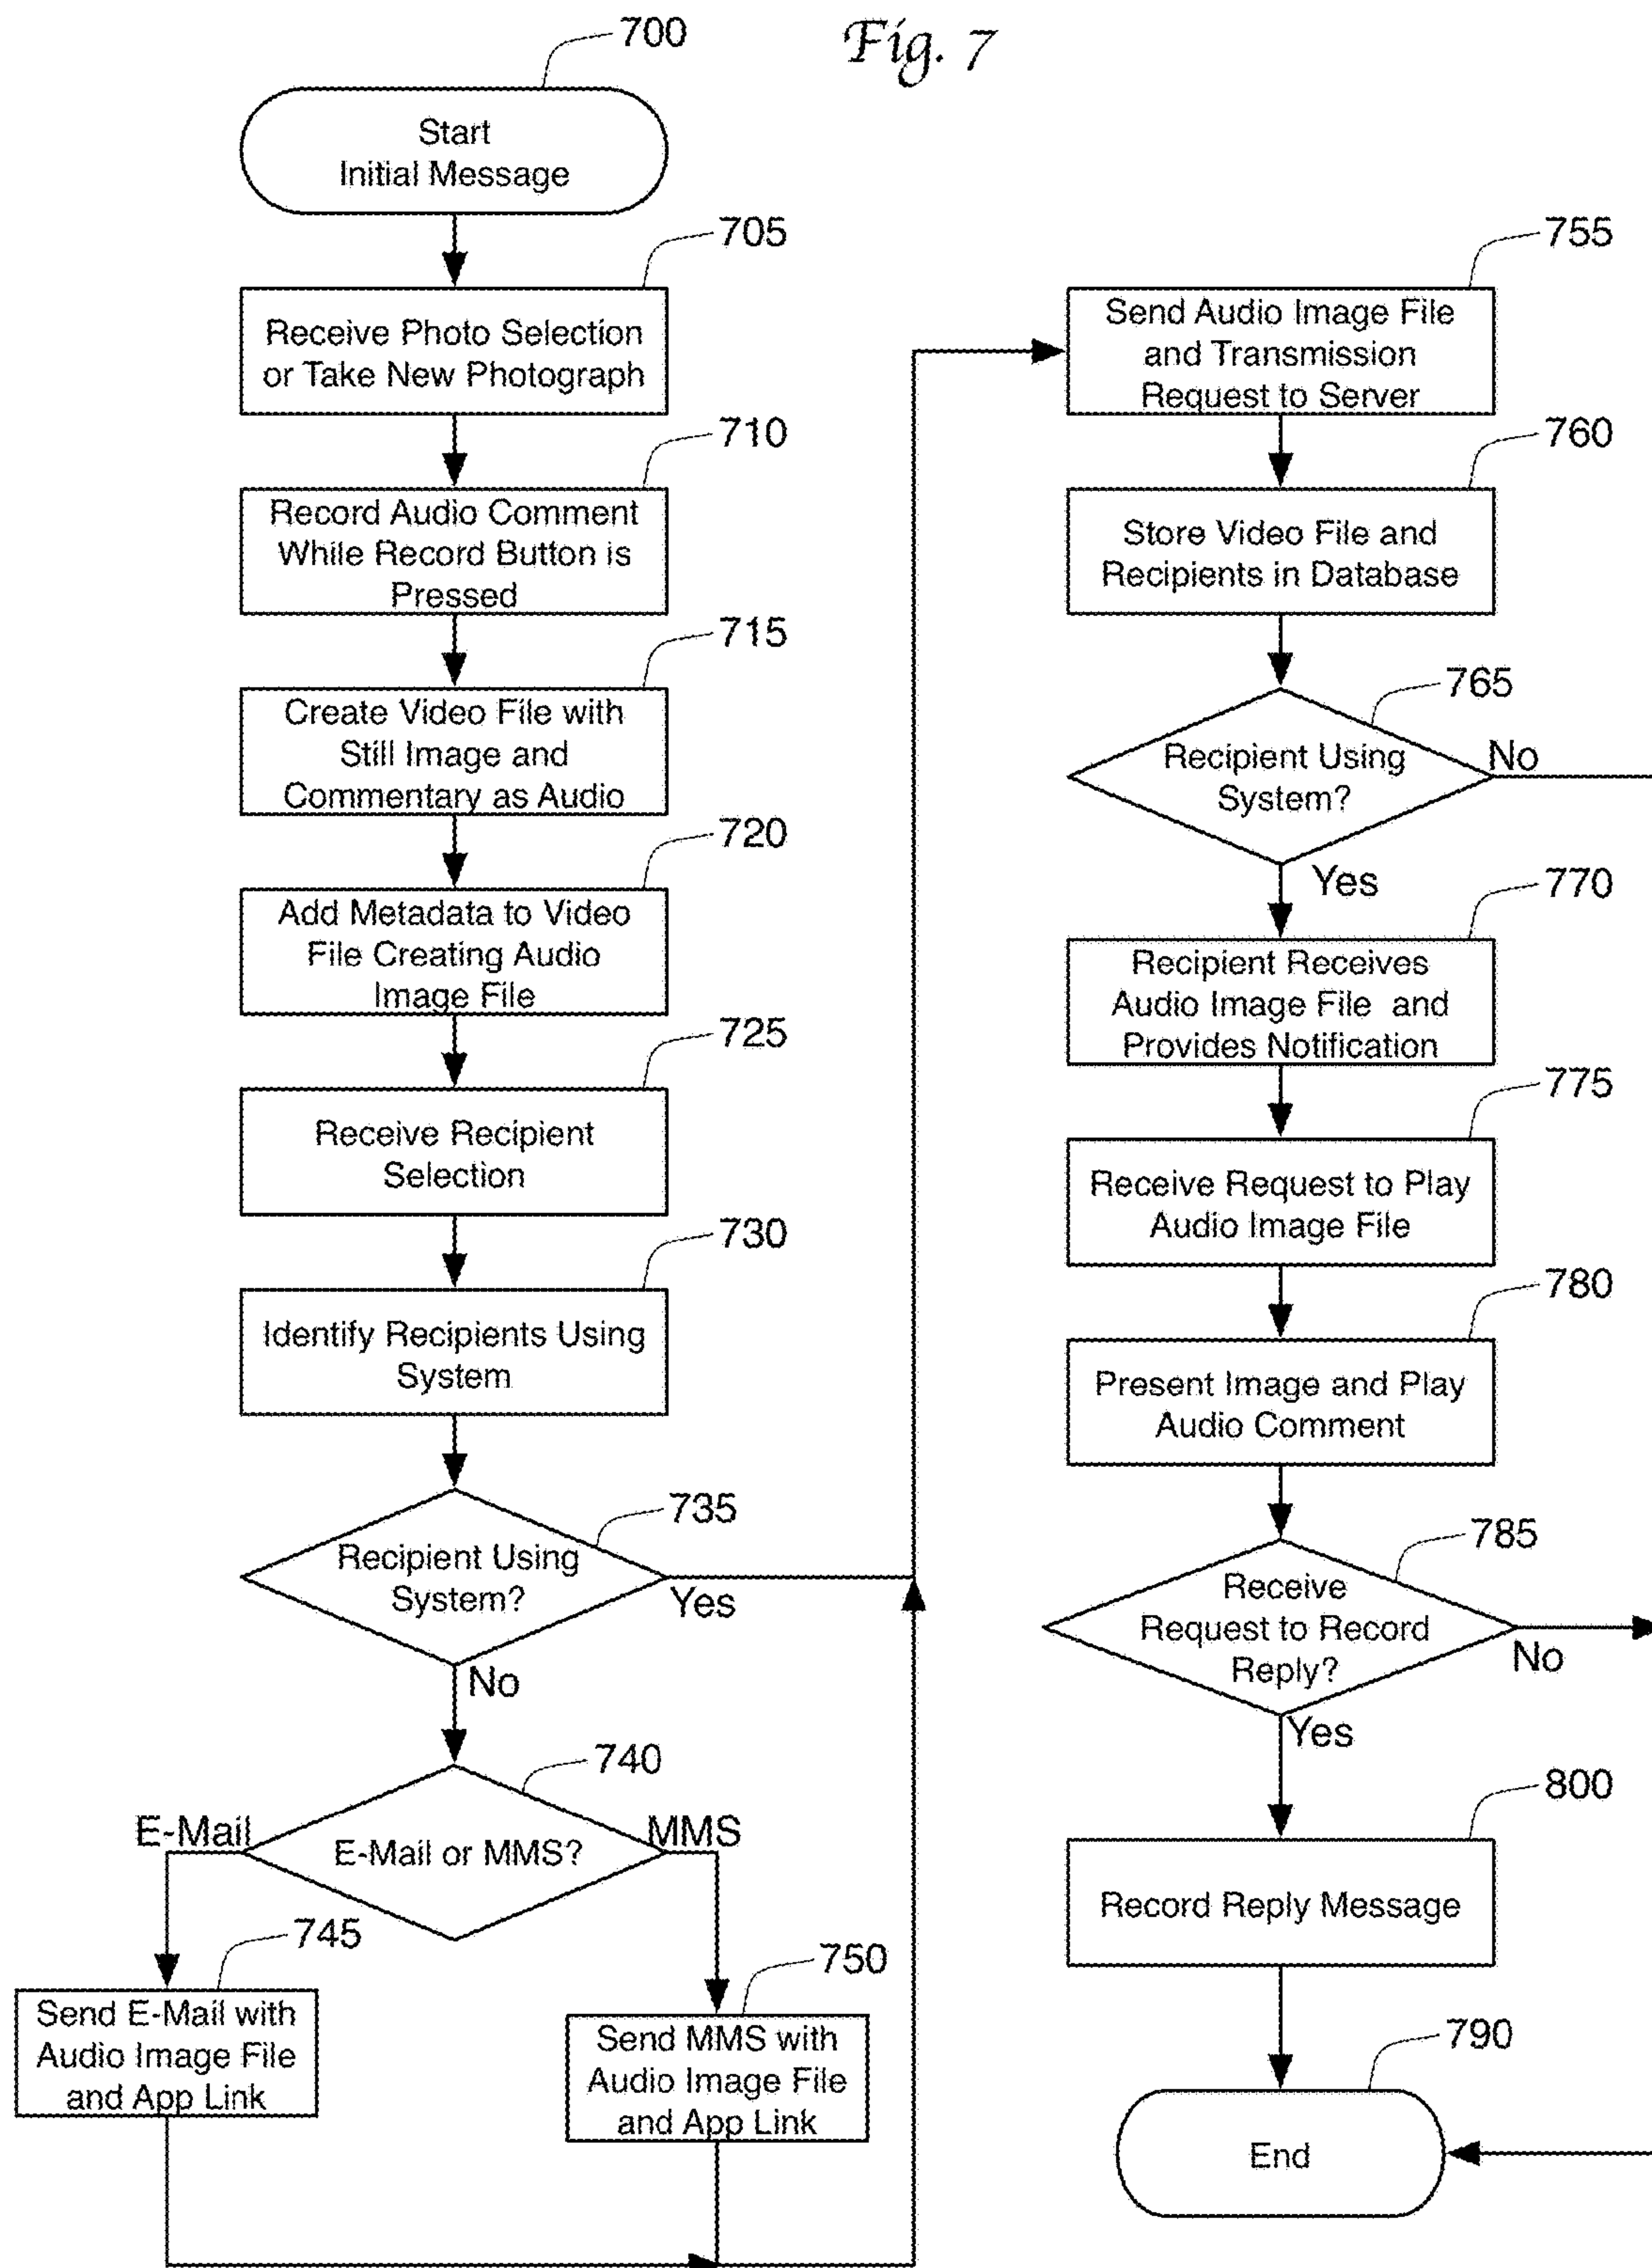 Fig. 7
700
Start
Initial Message
705
Receive Photo Selection
or Take New Photograph
710
Record Audio Comment
While Record Button is
Pressed
715
Create Video File with
Still Image and
Commentary as Audio
720
Add Metadata to Video
File Creating Audio
Image File
725
Receive Recipient
Selection
730
Identify Recipients Using
System
735
Recipient Using
System?
Yes
No
740
E-Mail
E-Mail or MMS?
MMS
745
Send E-Mail with
Audio Image File
and App Link
750
Send MMS with
Audio Image File
and App Link
755
Send Audio Image File
and Transmission
Request to Server
760
Store Video File and
Recipients in Database
765
Recipient Using
System?
No
Yes
770
Recipient Receives
Audio Image File and
Provides Notification
775
Receive Request to Play
Audio Image File
780
Present Image and Play
Audio Comment
785
Receive
Request to Record
Reply?
No
Yes
800
Record Reply Message
790
End